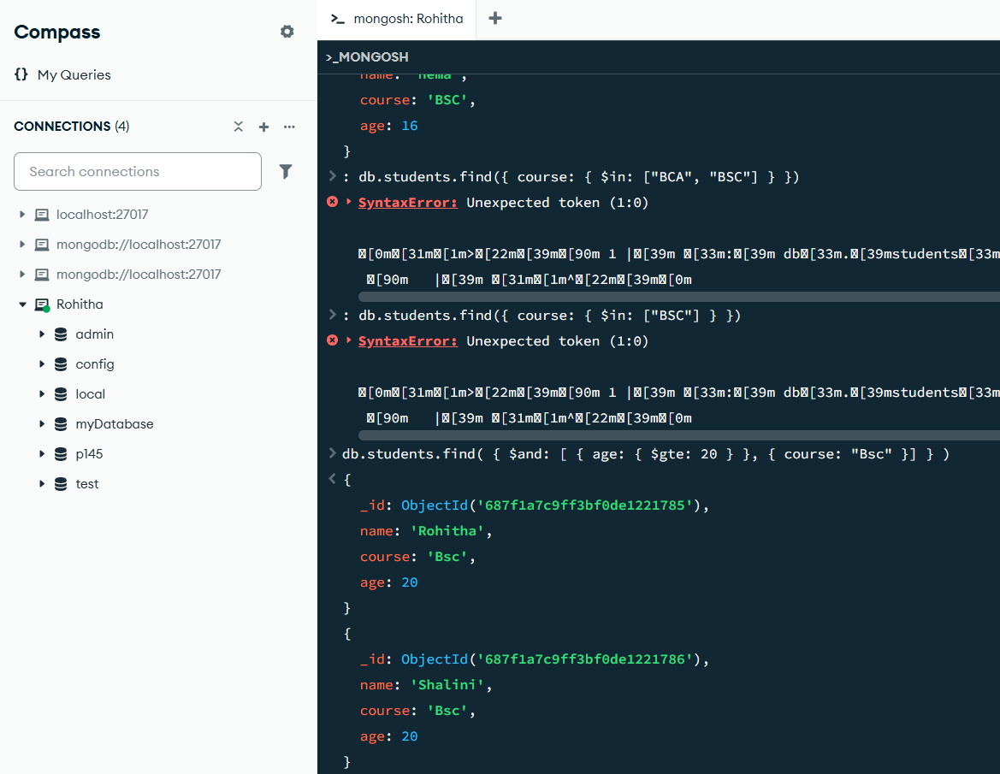 Compass
My Queries
CONNECTIONS (4)
Search connections
localhost:27017
mongodb://localhost:27017
mongodb://localhost:27017
Rohitha
admin
config
local
myDatabase
p145
test
>_ mongosh: Rohitha
>_MONGOSH
name: 'Hema',
course: 'BSC',
age: 16
}
> : db.students.find({ course: { $in: ["BCA", "BSC"] } })
SyntaxError: Unexpected token (1:0)
[0m[31m[1m>[22m[39m[90m 1 |[39m [33m:[39m db[33m.[39mstudents[33m
[90m   |[39m [31m[1m^[22m[39m[0m
> : db.students.find({ course: { $in: ["BSC"] } })
SyntaxError: Unexpected token (1:0)
[0m[31m[1m>[22m[39m[90m 1 |[39m [33m:[39m db[33m.[39mstudents[33m
[90m   |[39m [31m[1m^[22m[39m[0m
> db.students.find( { $and: [ { age: { $gte: 20 } }, { course: "Bsc" }] } )
< {
_id: ObjectId('687f1a7c9ff3bf0de1221785'),
name: 'Rohitha',
course: 'Bsc',
age: 20
}
{
_id: ObjectId('687f1a7c9ff3bf0de1221786'),
name: 'Shalini',
course: 'Bsc',
age: 20
}